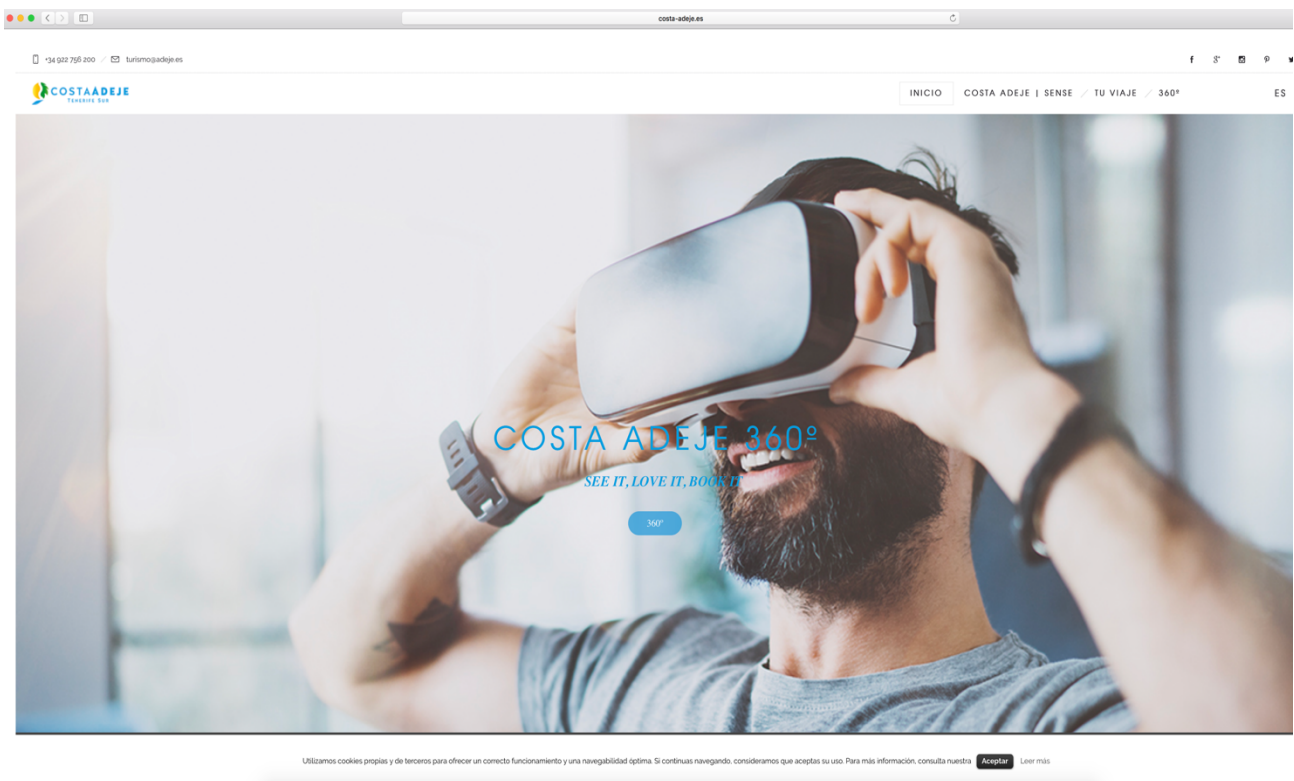 costa-adeje.es
+34 922 756 200 / turismo@adeje.es
COSTAADEJE
TENERIFE SUR
INICIO COSTA ADEJE | SENSE / TU VIAJE / 360º
ES
COSTA ADEJE 360º
SEE IT, LOVE IT, BOOK IT
360º
Utilizamos cookies propias y de terceros para ofrecer un correcto funcionamiento y una navegabilidad óptima. Si continuas navegando, consideramos que aceptas su uso. Para más información, consulta nuestra Aceptar Leer más